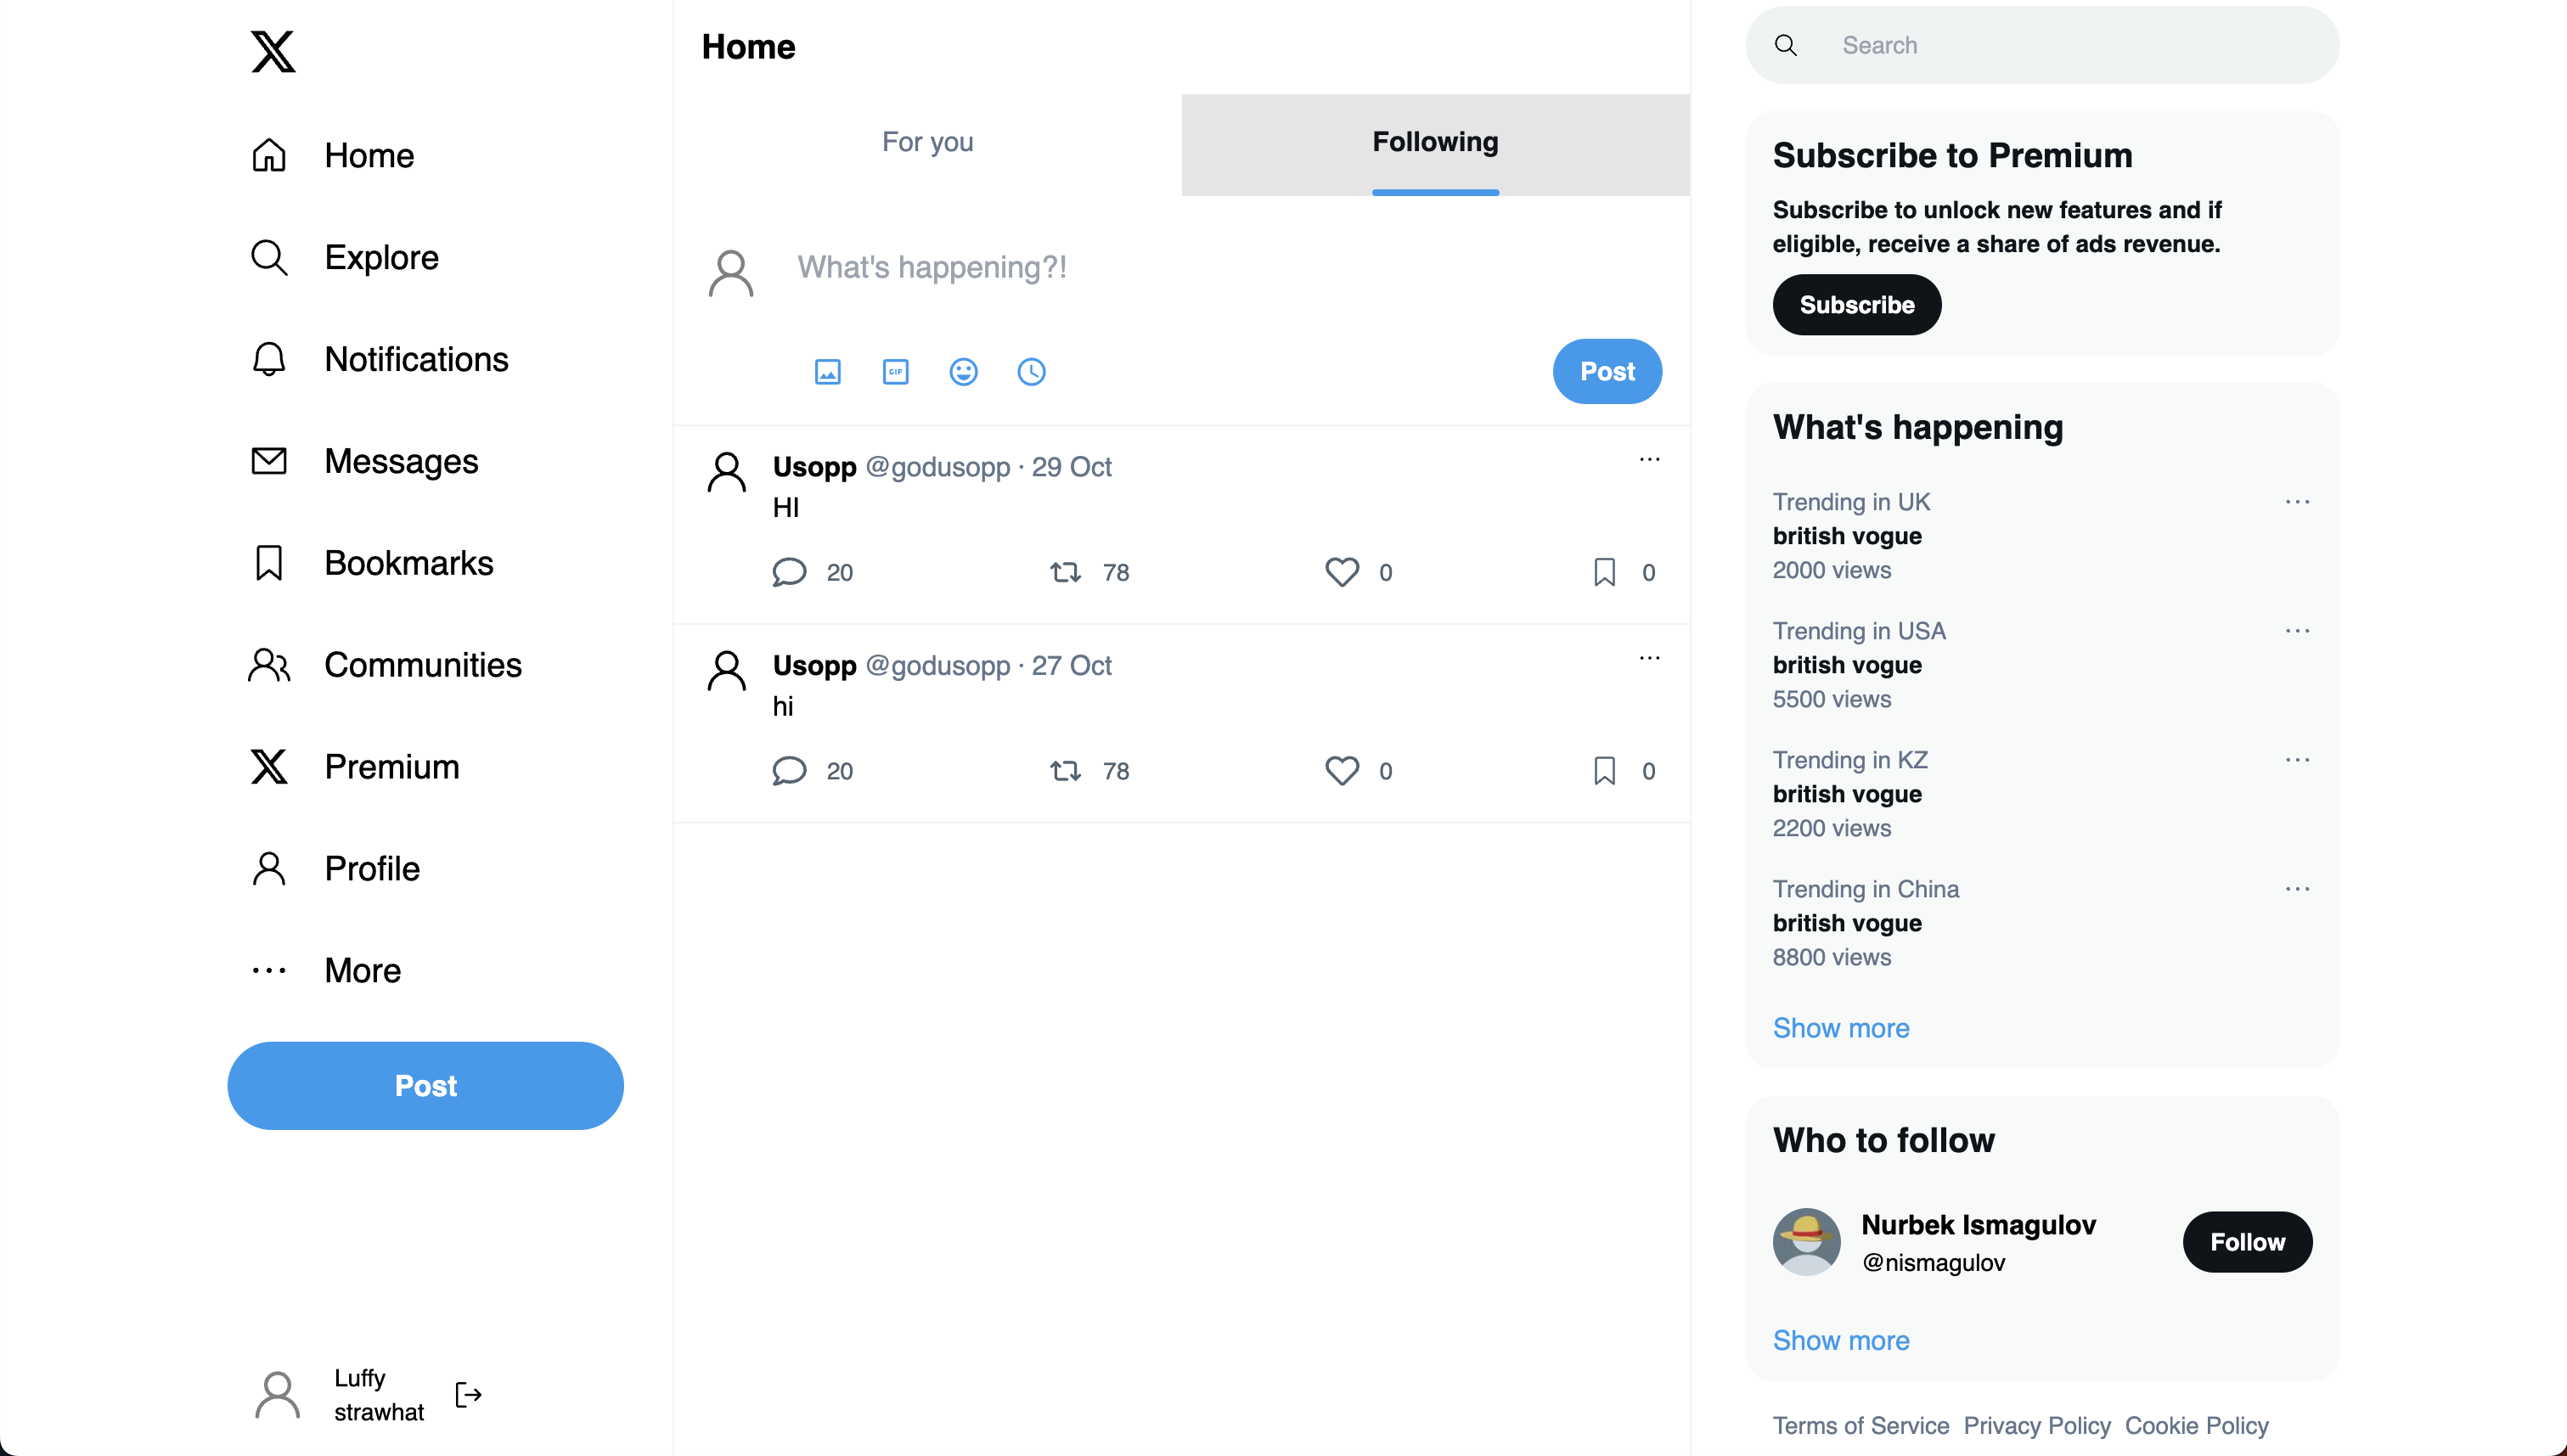 Home
Explore
Notifications
Messages
Bookmarks
Communities
Premium
Profile
More
Post
Luffy
strawhat
Home
For you
Following
What's happening?!
GIF
Post
Usopp @godusopp · 29 Oct
HI
20 78 0 0
Usopp @godusopp · 27 Oct
hi
20 78 0 0
Search
Subscribe to Premium
Subscribe to unlock new features and if
eligible, receive a share of ads revenue.
Subscribe
What's happening
Trending in UK
british vogue
2000 views
Trending in USA
british vogue
5500 views
Trending in KZ
british vogue
2200 views
Trending in China
british vogue
8800 views
Show more
Who to follow
Nurbek Ismagulov
@nismagulov
Follow
Show more
Terms of Service Privacy Policy Cookie Policy